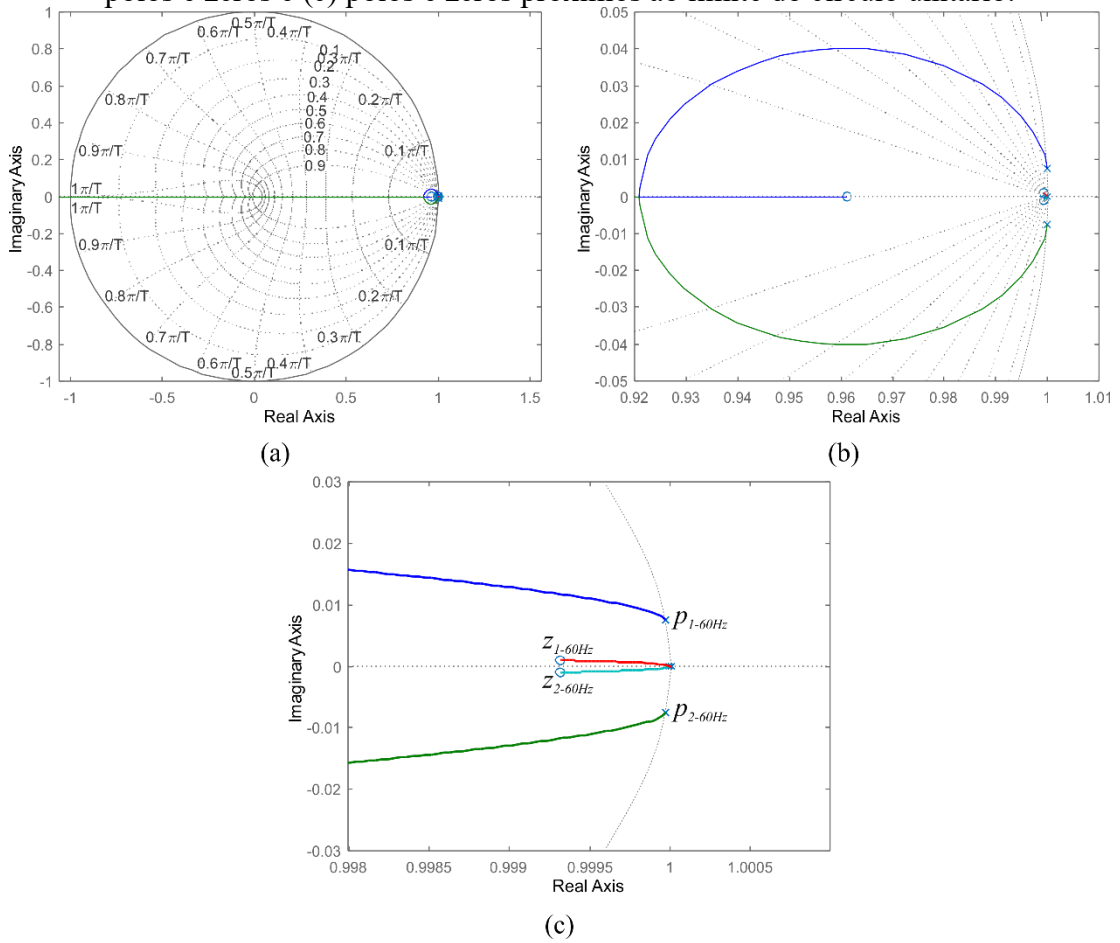 polos e zeros e (c) polos e zeros próximos ao limite do círculo unitário.
Imaginary Axis
1
0.8
0.6
0.4
0.2
0
-0.2
-0.4
-0.6
-0.8
-1
0.5π/T
0.6π/T
0.4π/T
0.7π/T
0.1
0.3π/T
0.2
0.8π/T
0.3
0.2π/T
0.4
0.5
0.6
0.9π/T
0.7
0.8
0.1π/T
0.9
1π/T
1π/T
0.9π/T
0.1π/T
0.8π/T
0.2π/T
0.7π/T
0.3π/T
0.6π/T
0.4π/T
0.5π/T
-1
-0.5
0
0.5
1
1.5
Real Axis
(a)
Imaginary Axis
0.05
0.04
0.03
0.02
0.01
0
-0.01
-0.02
-0.03
-0.04
-0.05
0.92
0.93
0.94
0.95
0.96
0.97
0.98
0.99
1
1.01
Real Axis
(b)
Imaginary Axis
0.03
0.02
0.01
0
-0.01
-0.02
-0.03
p1-60Hz
z1-60Hz
z2-60Hz
p2-60Hz
0.998
0.9985
0.999
0.9995
1
1.0005
Real Axis
(c)